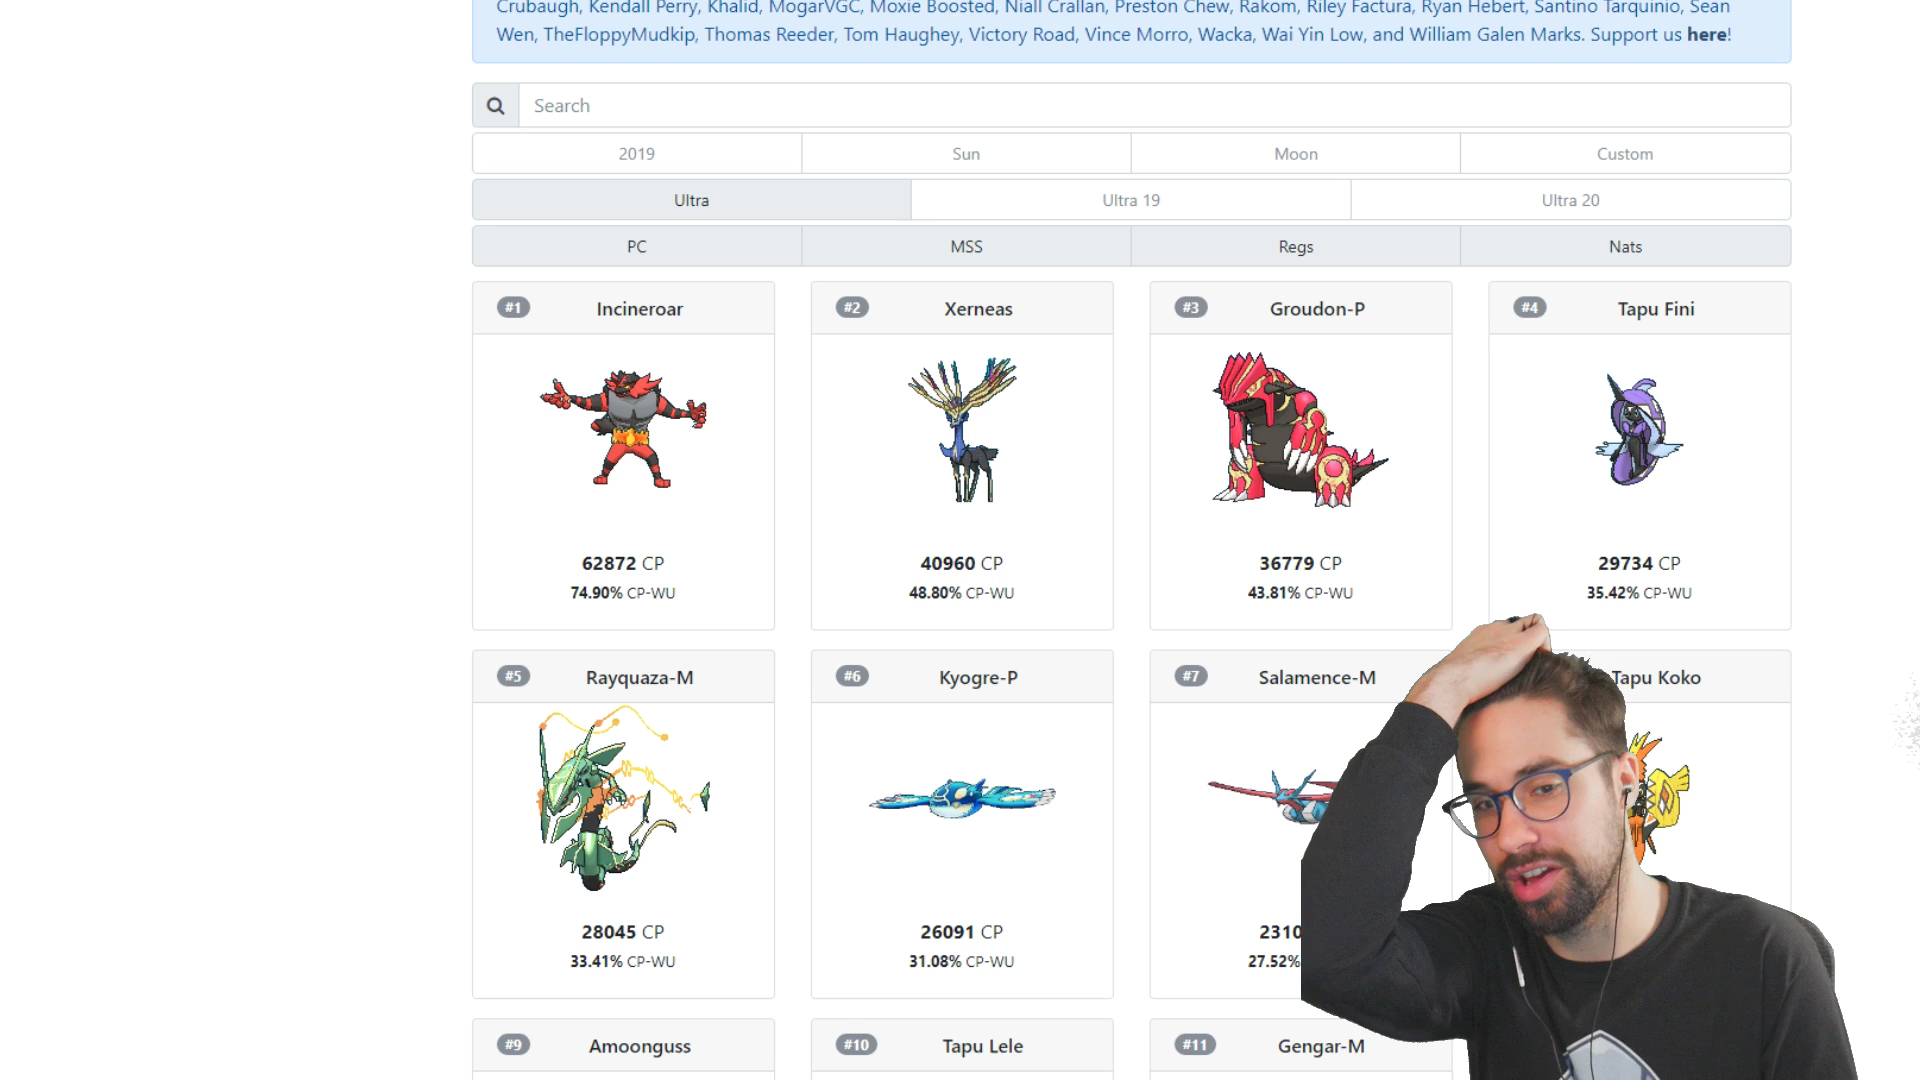 Crubaugh, Kendall Perry, Khalid, MogarVGC, Moxie Boosted, Niall Crallan, Preston Chew, Rakom, Riley Factura, Ryan Hebert, Santino Tarquinio, Sean
Wen, TheFloppyMudkip, Thomas Reeder, Tom Haughey, Victory Road, Vince Morro, Wacka, Wai Yin Low, and William Galen Marks. Support us here!
Search
2019 Sun Moon Custom
Ultra Ultra 19 Ultra 20
PC MSS Regs Nats
#1 Incineroar #2 Xerneas #3 Groudon-P #4 Tapu Fini
62872 CP 40960 CP 36779 CP 29734 CP
74.90% CP-WU 48.80% CP-WU 43.81% CP-WU 35.42% CP-WU
#5 Rayquaza-M #6 Kyogre-P #7 Salamence-M Tapu Koko
28045 CP 26091 CP 2310
33.41% CP-WU 31.08% CP-WU 27.52%
#9 Amoonguss #10 Tapu Lele #11 Gengar-M